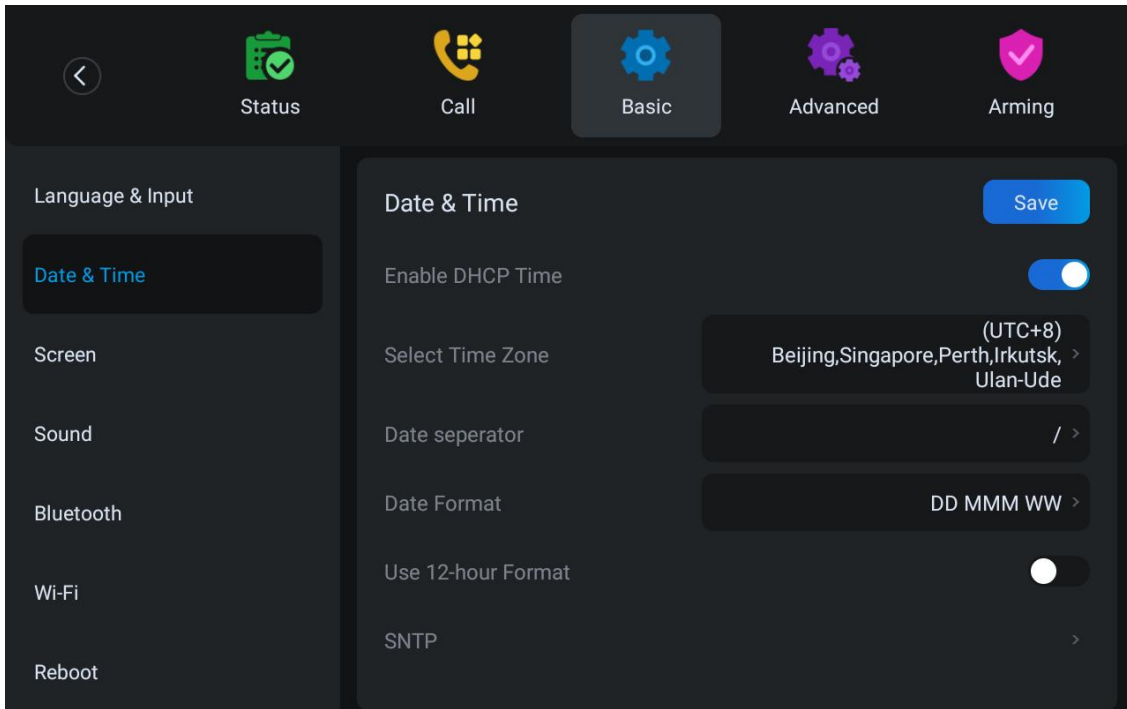 Status
Call
Basic
Advanced
Arming
Language & Input
Date & Time
Screen
Sound
Bluetooth
Wi-Fi
Reboot
Date & Time
Save
Enable DHCP Time
Select Time Zone
(UTC+8)
Beijing,Singapore,Perth,Irkutsk,
Ulan-Ude
Date seperator
/
Date Format
DD MMM WW
Use 12-hour Format
SNTP